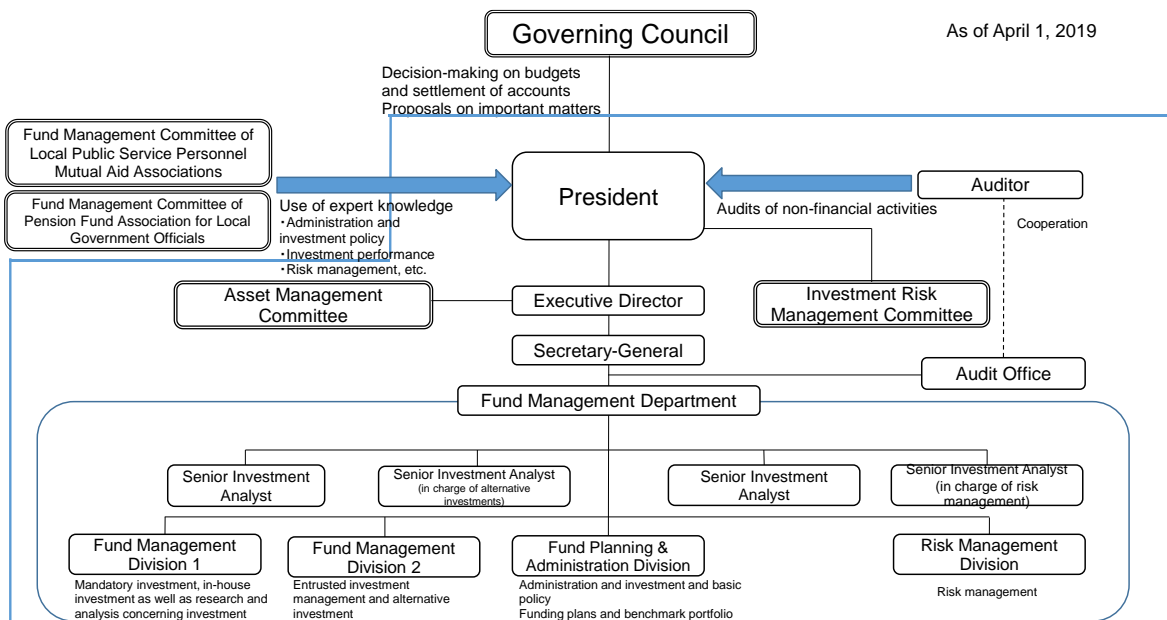 Governing Council
As of April 1, 2019
Decision-making on budgets
and settlement of accounts
Proposals on important matters
Fund Management Committee of
Local Public Service Personnel
Mutual Aid Associations
Fund Management Committee of
Pension Fund Association for Local
Government Officials
Use of expert knowledge
・Administration and
investment policy
・Investment performance
・Risk management, etc.
President
Auditor
Audits of non-financial activities
Cooperation
Asset Management
Committee
Executive Director
Investment Risk
Management Committee
Secretary-General
Audit Office
Fund Management Department
Senior Investment
Analyst
Senior Investment Analyst
(in charge of alternative
investments)
Senior Investment
Analyst
Senior Investment Analyst
(in charge of risk
management)
Fund Management
Division 1
Mandatory investment, in-house
investment as well as research and
analysis concerning investment
Fund Management
Division 2
Entrusted investment
management and alternative
investment
Fund Planning &
Administration Division
Administration and investment and basic
policy
Funding plans and benchmark portfolio
Risk Management
Division
Risk management